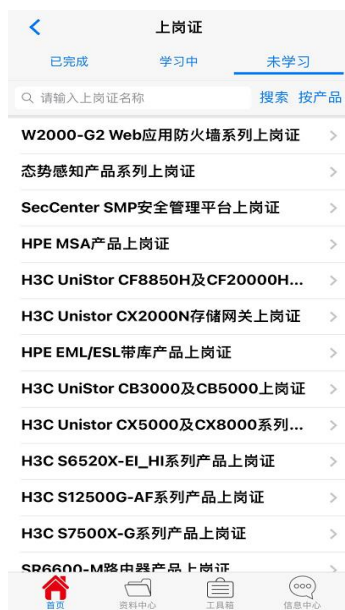 上岗证
已完成 学习中 未学习
请输入上岗证名称 搜索 按产品
W2000-G2 Web应用防火墙系列上岗证
态势感知产品系列上岗证
SecCenter SMP安全管理平台上岗证
HPE MSA产品上岗证
H3C UniStor CF8850H及CF20000H...
H3C Unistor CX2000N存储网关上岗证
HPE EML/ESL带库产品上岗证
H3C UniStor CB3000及CB5000上岗证
H3C Unistor CX5000及CX8000系列...
H3C S6520X-EI_HI系列产品上岗证
H3C S12500G-AF系列产品上岗证
H3C S7500X-G系列产品上岗证
SR6600-M路由器产品上岗证
首页 资料中心 工具箱 信息中心